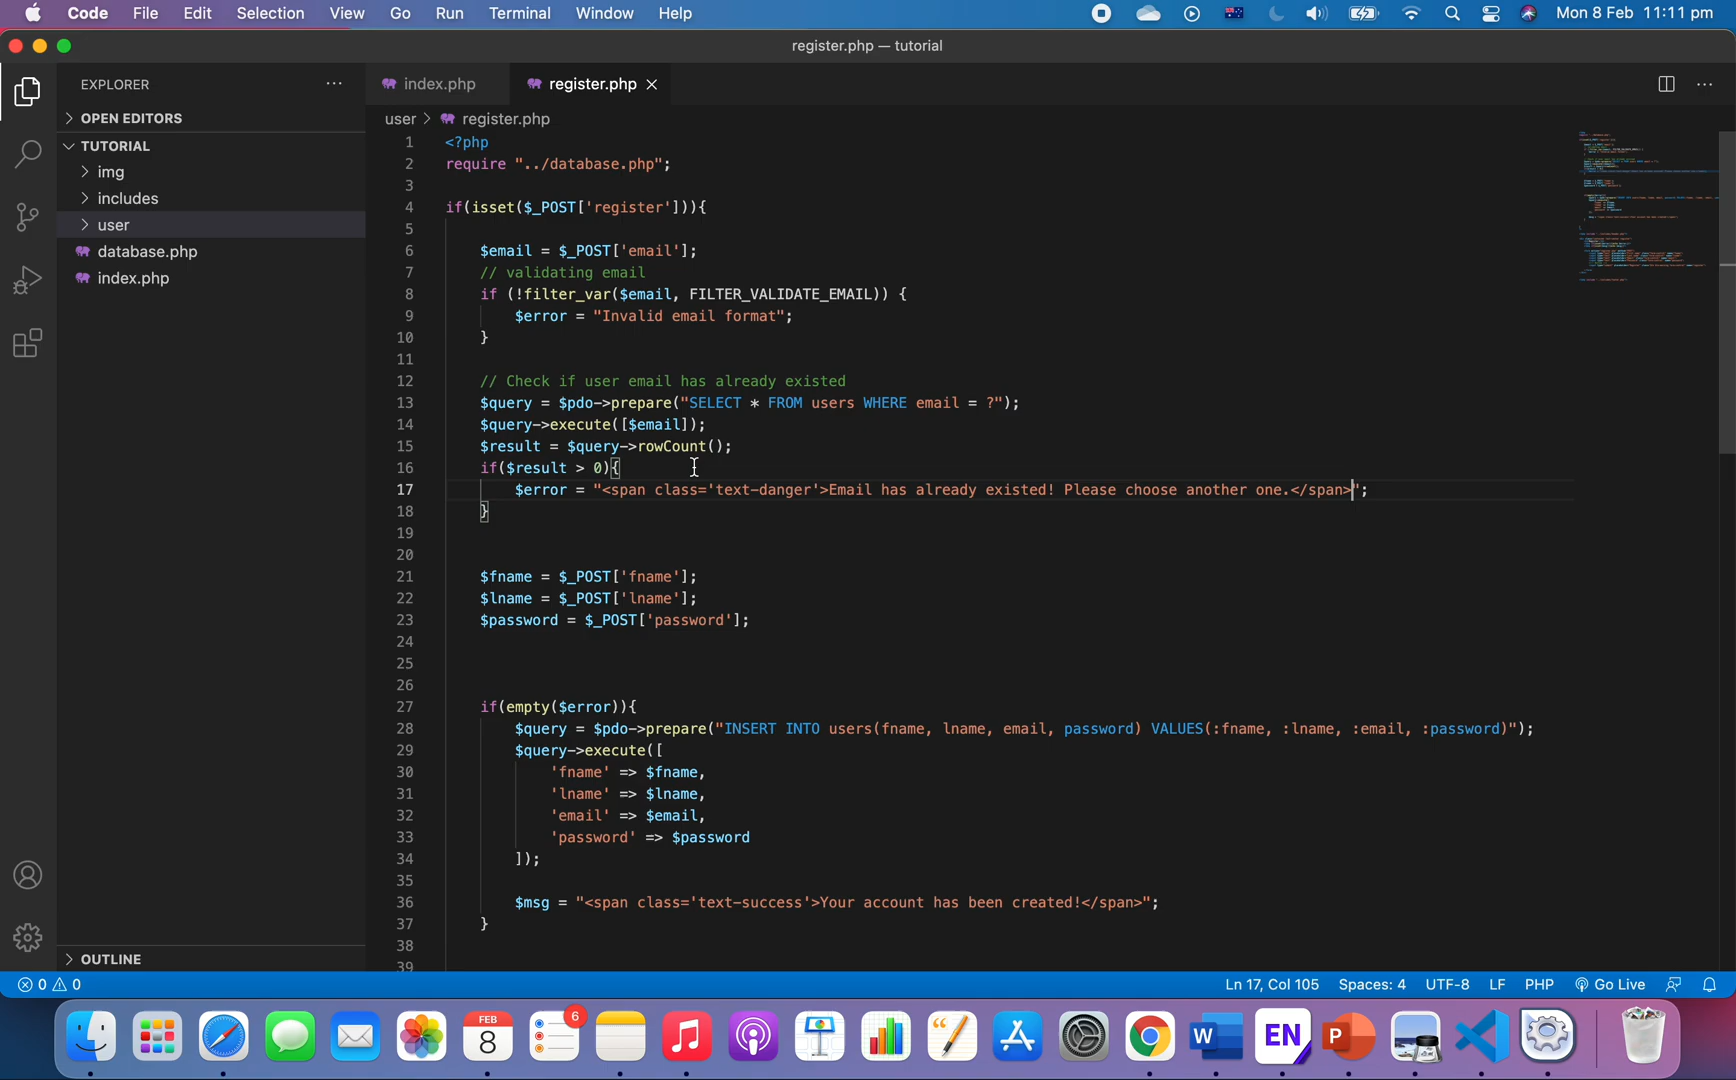 Code File Edit Selection View Go Run Terminal Window Help Mon 8 Feb 11:11 pm
register.php — tutorial
EXPLORER
index.php
register.php
OPEN EDITORS
user > register.php
TUTORIAL
img
includes
user
database.php
index.php
OUTLINE
1 <?php
2 require "../database.php";
3
4 if(isset($_POST['register'])){
5
6 $email = $_POST['email'];
7 // validating email
8 if (!filter_var($email, FILTER_VALIDATE_EMAIL)) {
9 $error = "Invalid email format";
10 }
11
12 // Check if user email has already existed
13 $query = $pdo->prepare("SELECT * FROM users WHERE email = ?");
14 $query->execute([$email]);
15 $result = $query->rowCount();
16 if($result > 0){
17 $error = "<span class='text-danger'>Email has already existed! Please choose another one.</span>";
18 }
19
20
21 $fname = $_POST['fname'];
22 $lname = $_POST['lname'];
23 $password = $_POST['password'];
24
25
26
27 if(empty($error)){
28 $query = $pdo->prepare("INSERT INTO users(fname, lname, email, password) VALUES(:fname, :lname, :email, :password)");
29 $query->execute([
30 'fname' => $fname,
31 'lname' => $lname,
32 'email' => $email,
33 'password' => $password
34 ]);
35
36 $msg = "<span class='text-success'>Your account has been created!</span>";
37 }
38
39
0 0 Ln 17, Col 105 Spaces: 4 UTF-8 LF PHP Go Live
FEB
8
6
W
EN
P